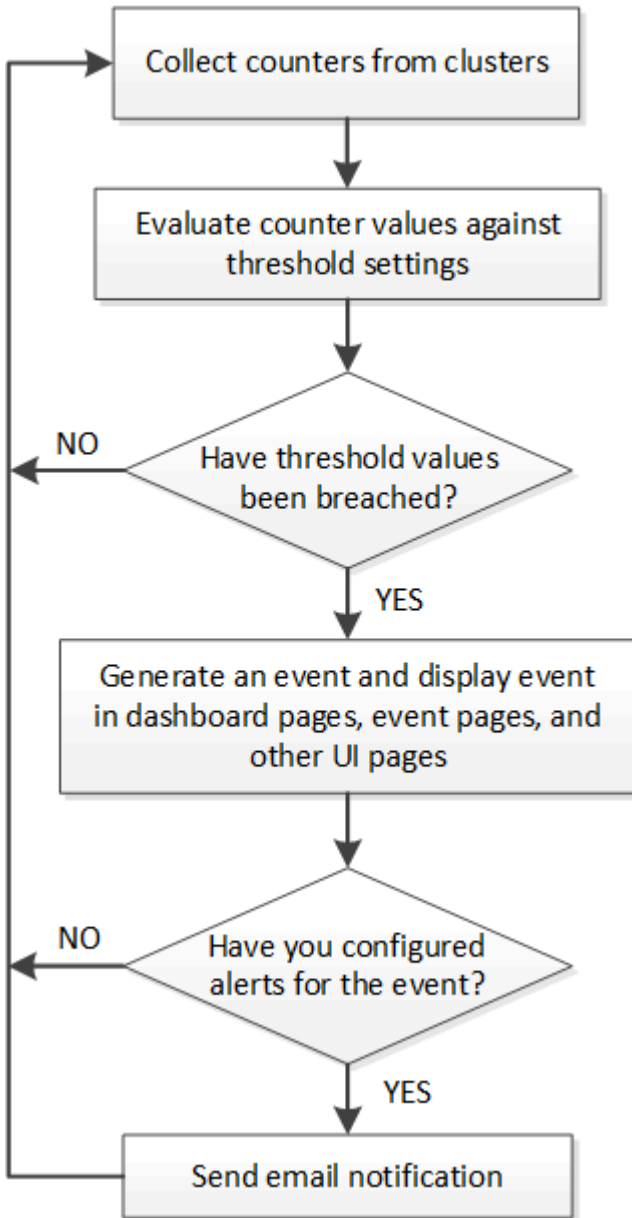 Collect counters from clusters
Evaluate counter values against
threshold settings
NO
Have threshold values
been breached?
YES
Generate an event and display event
in dashboard pages, event pages, and
other UI pages
NO
Have you configured
alerts for the event?
YES
Send email notification